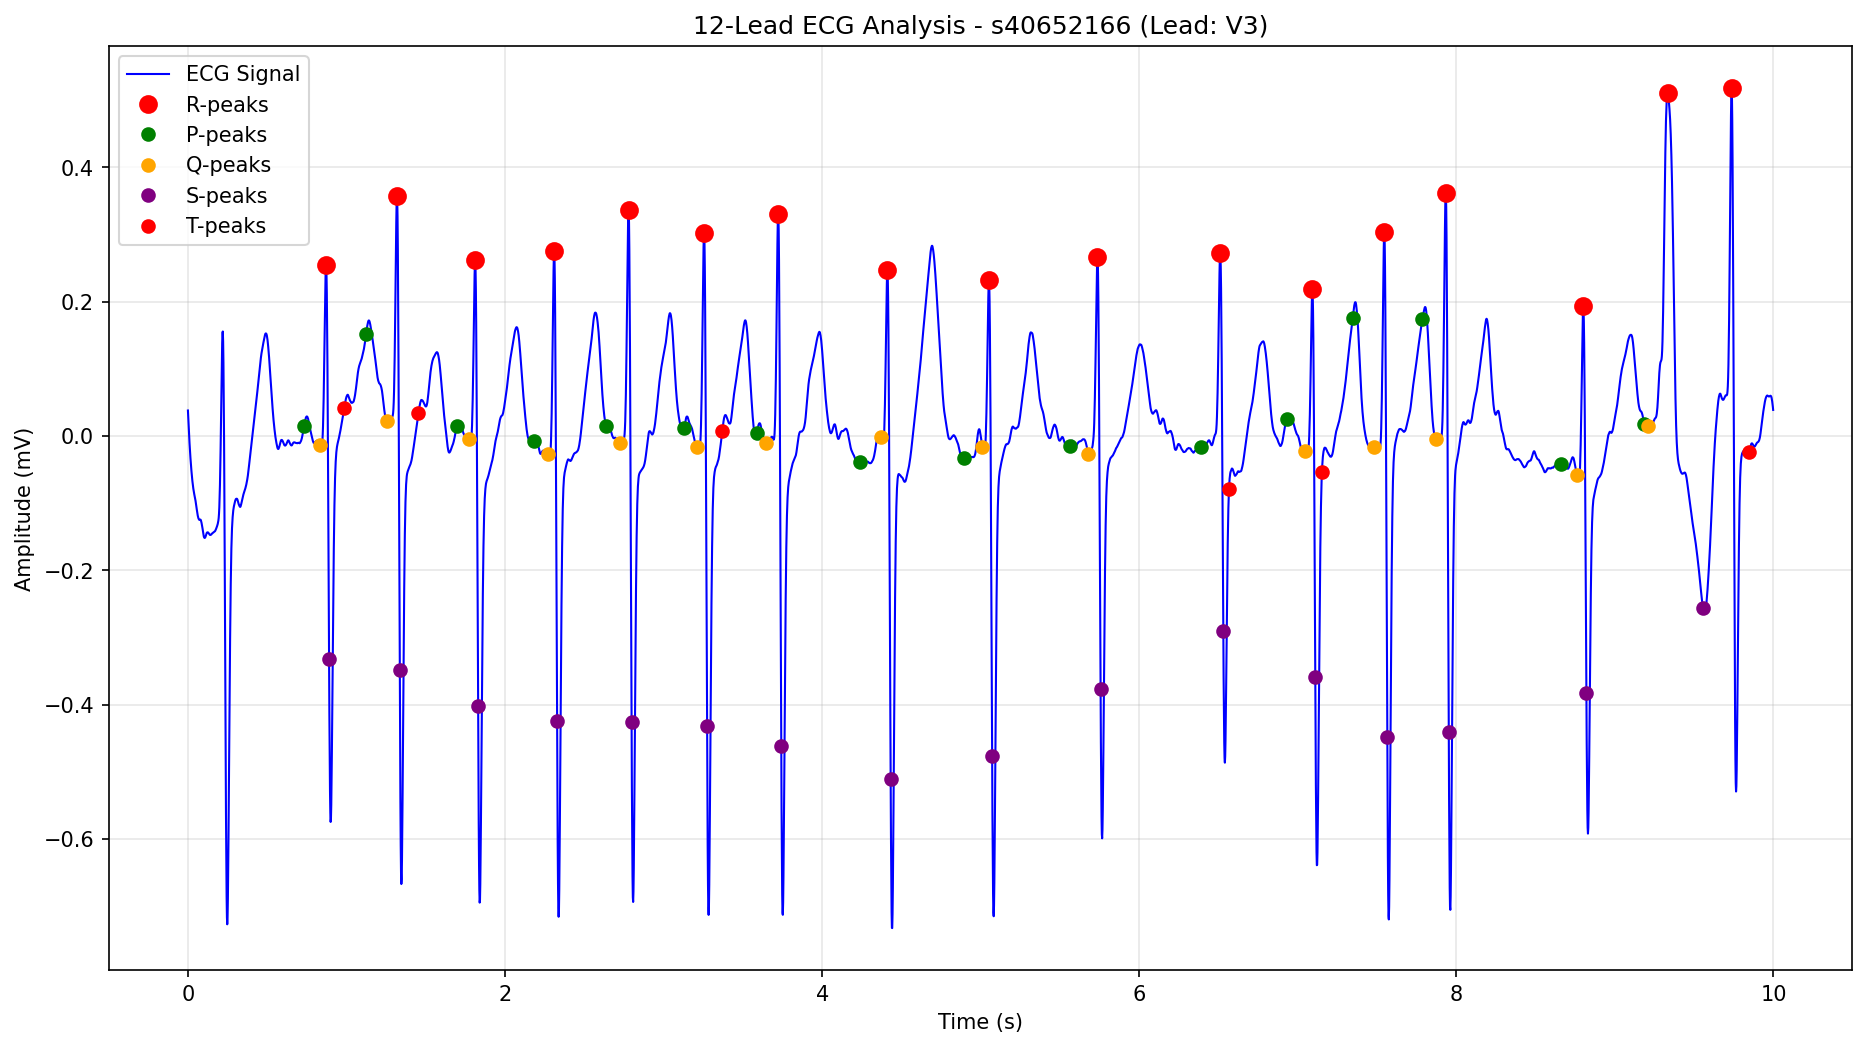 12-Lead ECG Analysis - s40652166 (Lead: V3)
ECG Signal
R-peaks
P-peaks
Q-peaks
S-peaks
T-peaks
Amplitude (mV)
0.4
0.2
0.0
−0.2
−0.4
−0.6
0 2 4 6 8 10
Time (s)